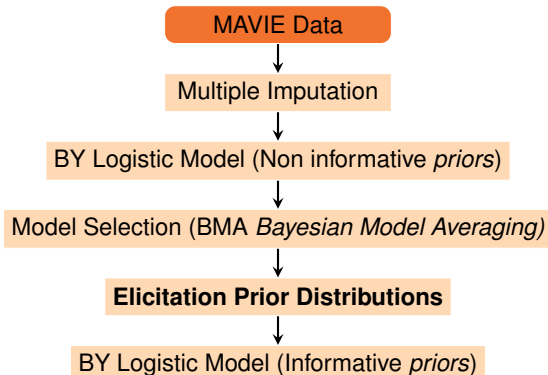 MAVIE Data
Multiple Imputation
BY Logistic Model (Non informative priors)
Model Selection (BMA Bayesian Model Averaging)
Elicitation Prior Distributions
BY Logistic Model (Informative priors)